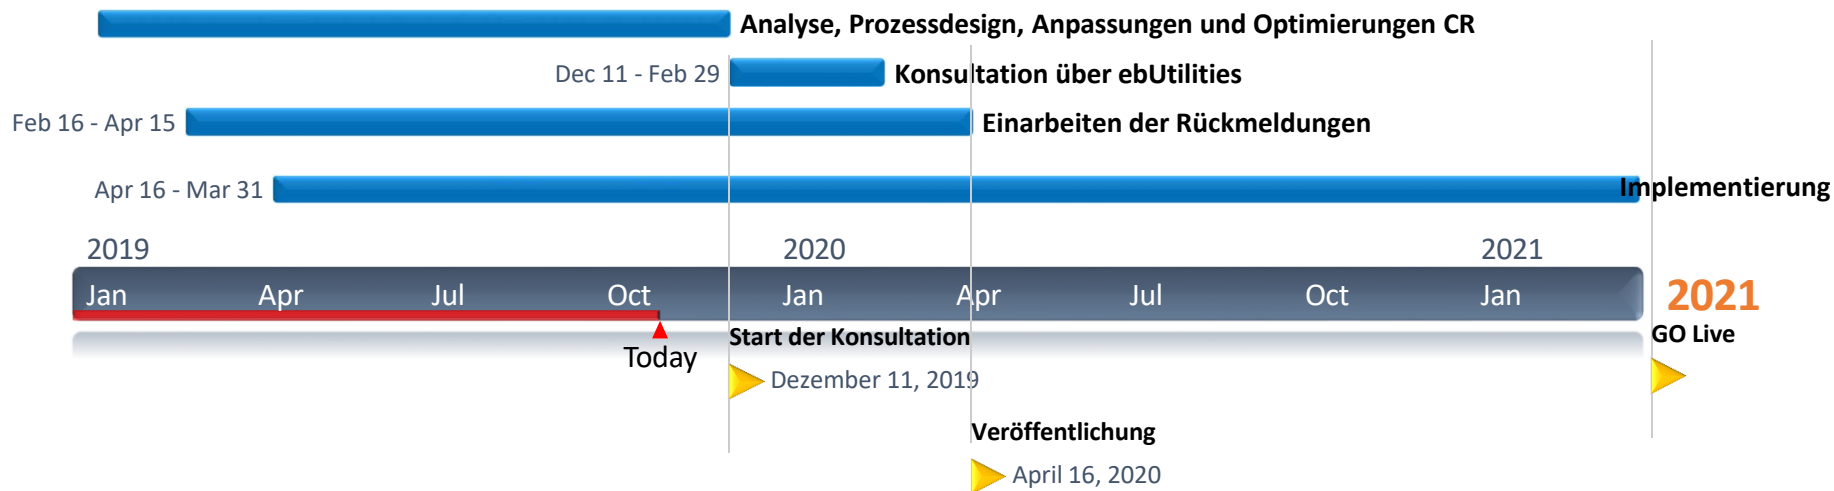 Analyse, Prozessdesign, Anpassungen und Optimierungen CR
Dec 11 - Feb 29 Konsultation über ebUtilities
Feb 16 - Apr 15 Einarbeiten der Rückmeldungen
Apr 16 - Mar 31 Implementierung
2019 2020 2021
Jan Apr Jul Oct Jan Apr Jul Oct Jan 2021
Start der Konsultation GO Live
Today
Dezember 11, 2019
Veröffentlichung
April 16, 2020